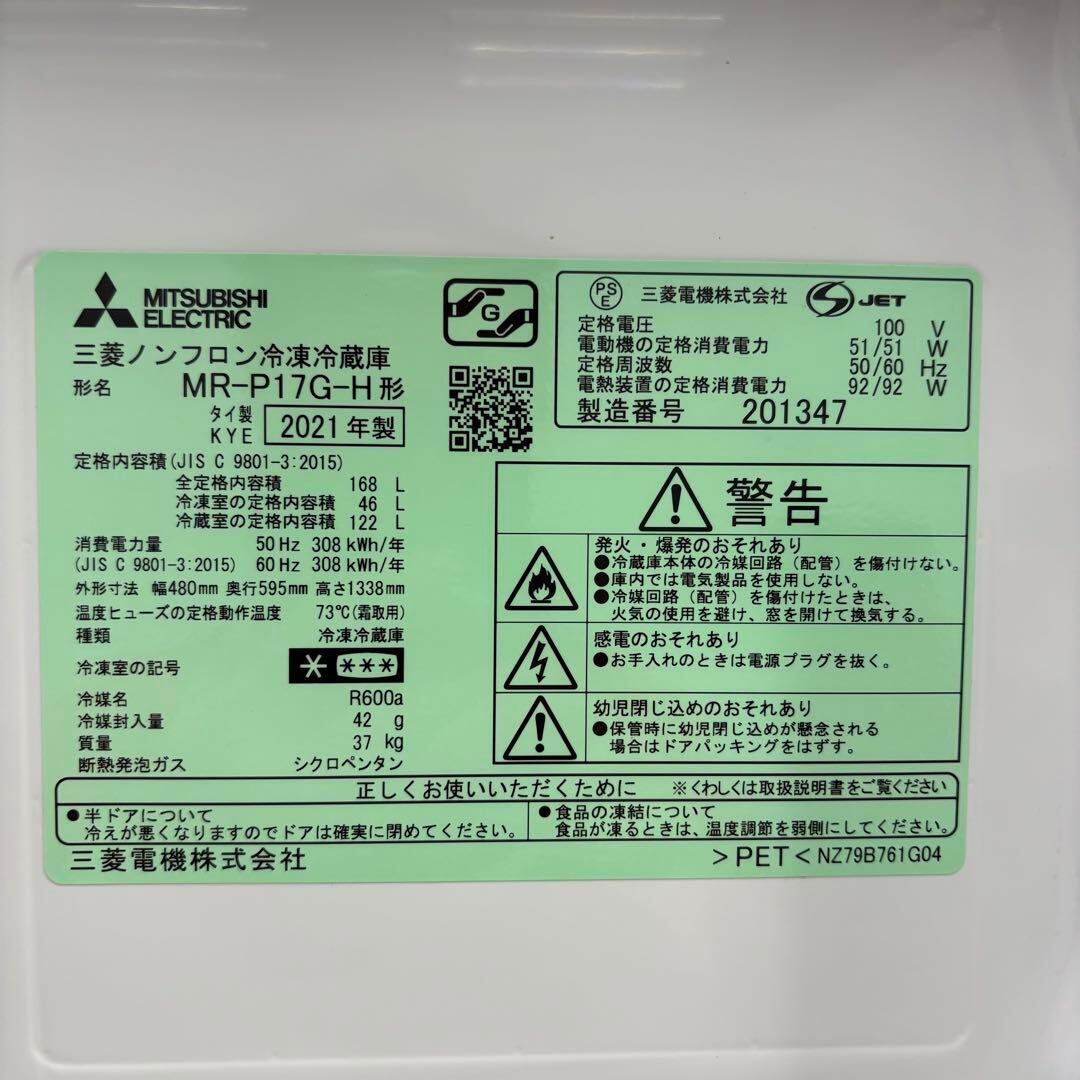 MITSUBISHI
ELECTRIC
三菱ノンフロン冷凍冷蔵庫
形名 MR-P17G-H形
タイ製
KYE 2021年製
定格内容積(JIS C 9801-3:2015)
全定格内容積 168 L
冷凍室の定格内容積 46 L
冷蔵室の定格内容積 122 L
消費電力量 50Hz 308kWh/年
(JIS C 9801-3:2015) 60Hz 308kWh/年
外形寸法 幅480mm 奥行595mm 高さ1338mm
温度ヒューズの定格動作温度 73℃(霜取用)
種類 冷凍冷蔵庫
冷凍室の記号 * ***
冷媒名 R600a
冷媒封入量 42 g
質量 37 kg
断熱発泡ガス シクロペンタン
G
PS
E 三菱電機株式会社 S JET
定格電圧 100 V
電動機の定格消費電力 51/51 W
定格周波数 50/60 Hz
電熱装置の定格消費電力 92/92 W
製造番号 201347
警告
発火・爆発のおそれあり
●冷蔵庫本体の冷媒回路(配管)を傷付けない。
●庫内では電気製品を使用しない。
●冷媒回路(配管)を傷付けたときは、
火気の使用を避け、窓を開けて換気する。
感電のおそれあり
●お手入れのときは電源プラグを抜く。
幼児閉じ込めのおそれあり
●保管時に幼児閉じ込めが懸念される
場合はドアパッキングをはずす。
正しくお使いいただくために ※くわしくは取扱説明書をご覧ください
●半ドアについて
冷えが悪くなりますのでドアは確実に閉めてください。
●食品の凍結について
食品が凍るときは、温度調節を弱側にしてください。
三菱電機株式会社
>PET< NZ79B761G04